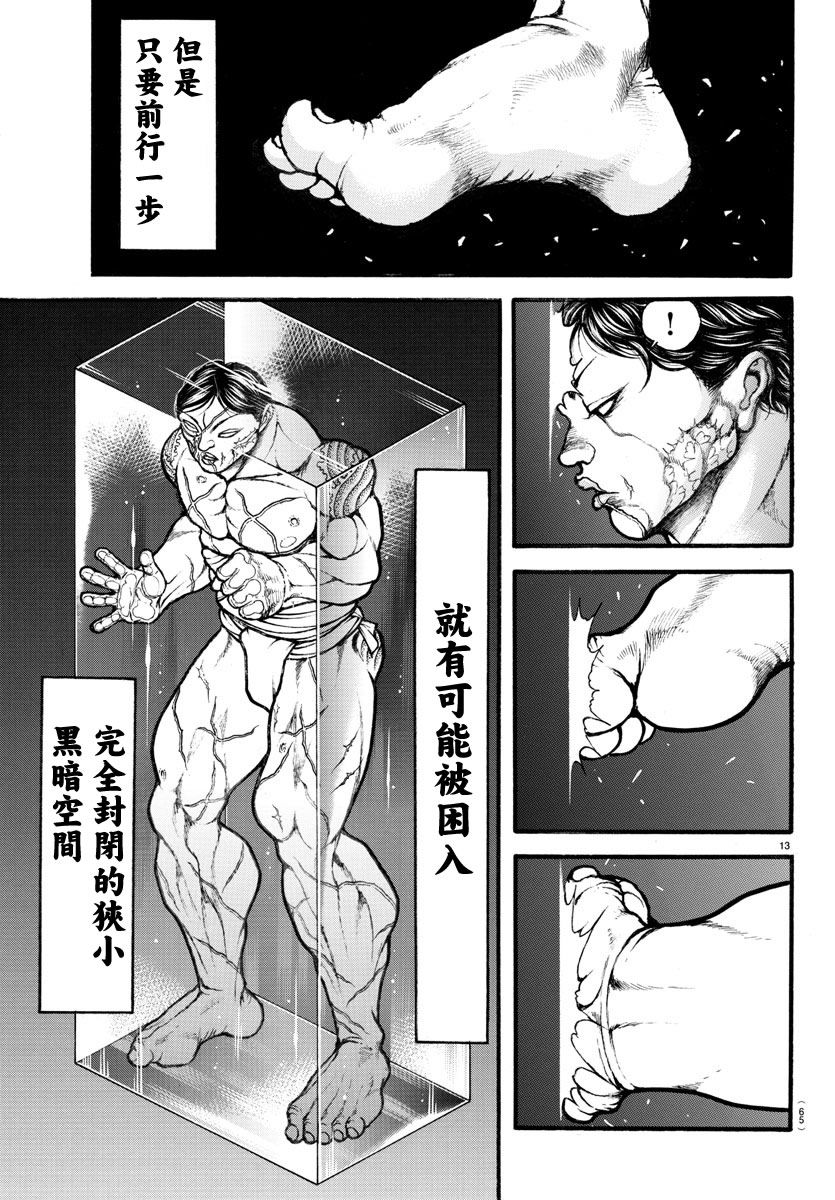 但是
只要前行一步
！
就有可能被困入
完全封閉的狹小
黑暗空間
13
（65）